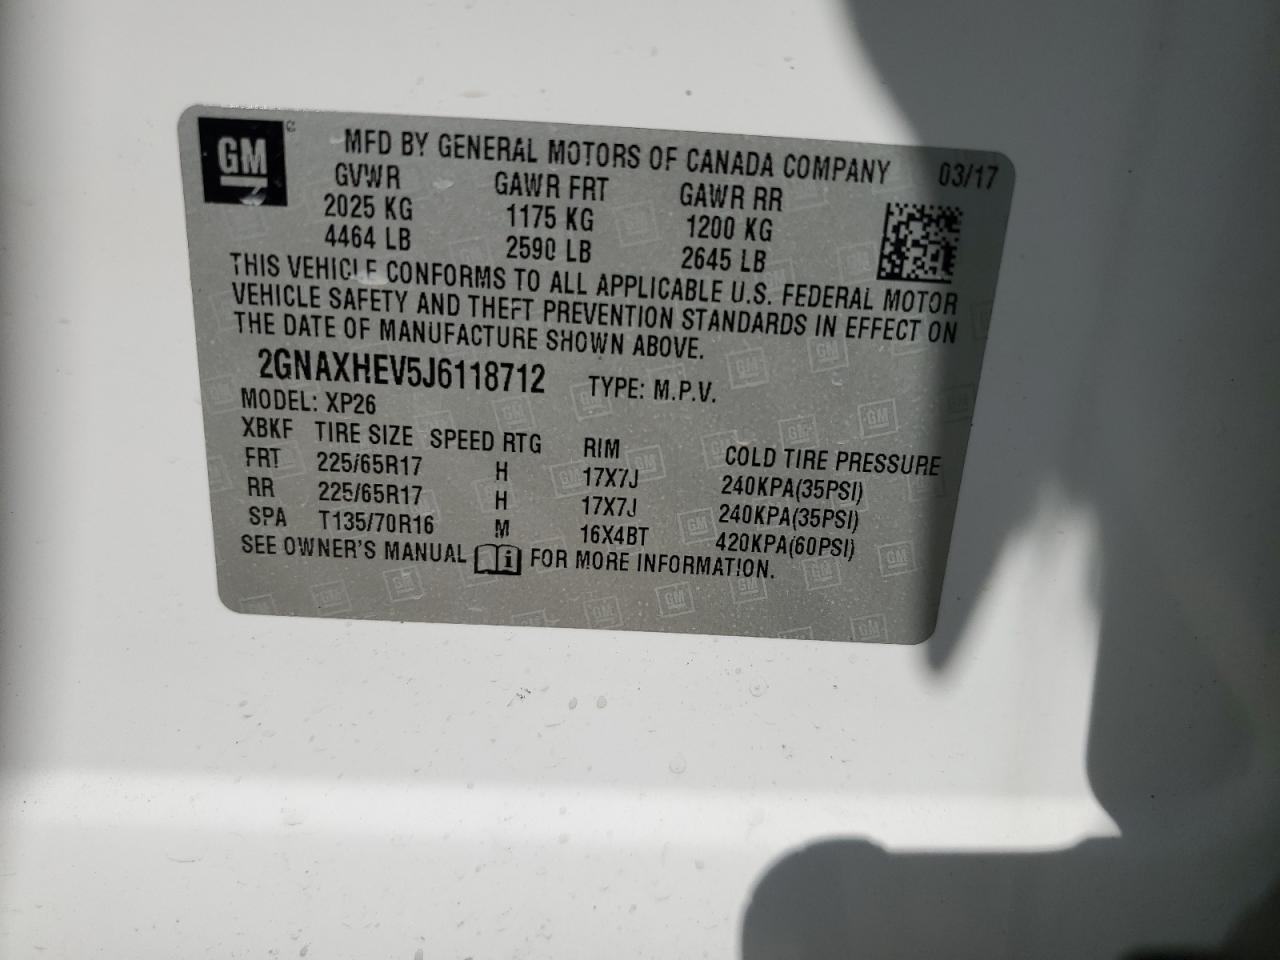 GM
MFD BY GENERAL MOTORS OF CANADA COMPANY 03/17
GVWR GAWR FRT GAWR RR
2025 KG 1175 KG 1200 KG
4464 LB 2590 LB 2645 LB
THIS VEHICLE CONFORMS TO ALL APPLICABLE U.S. FEDERAL MOTOR
VEHICLE SAFETY AND THEFT PREVENTION STANDARDS IN EFFECT ON
THE DATE OF MANUFACTURE SHOWN ABOVE.
2GNAXHEV5J6118712 TYPE: M.P.V.
MODEL: XP26
XBKF TIRE SIZE SPEED RTG RIM COLD TIRE PRESSURE
FRT 225/65R17 H 17X7J 240KPA(35PSI)
RR 225/65R17 H 17X7J 240KPA(35PSI)
SPA T135/70R16 M 16X4BT 420KPA(60PSI)
SEE OWNER'S MANUAL i FOR MORE INFORMATION.